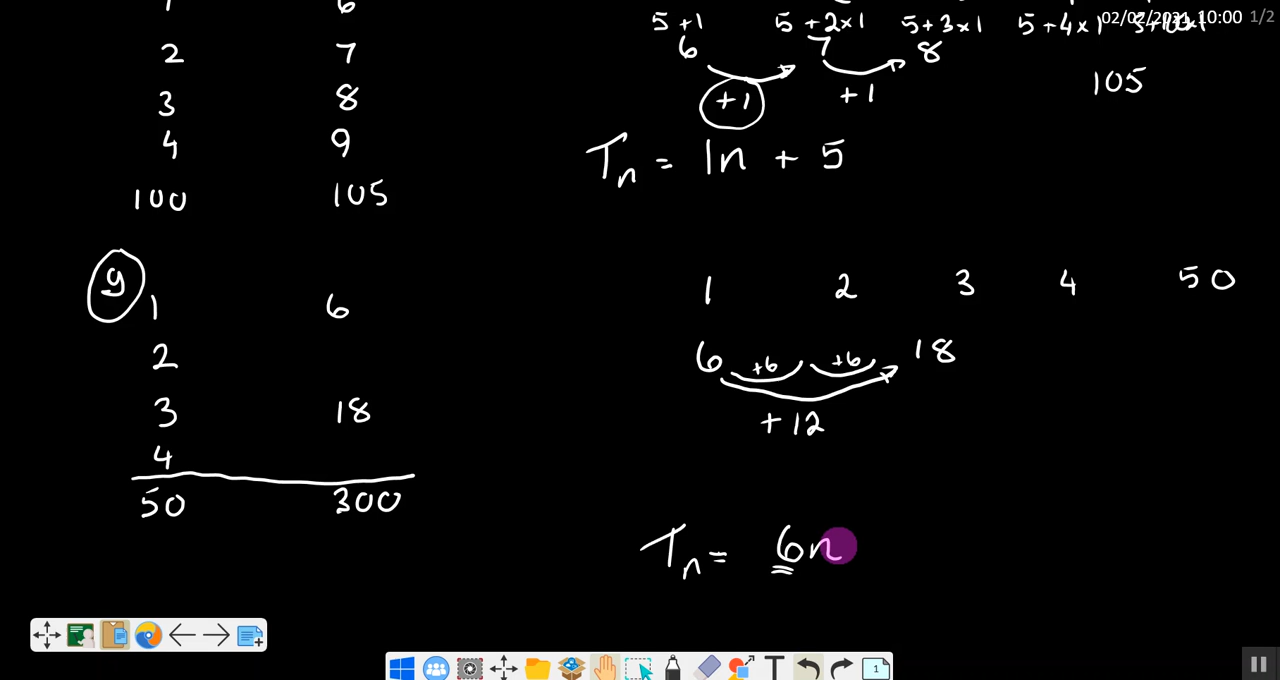 6
02/02/2021 10:00 1/2
5 +1 5 +2×1 5+3×1 5+4×1
2 7 6 7 8
+1 +1 105
3 8
4 9
Tn = 1n + 5
100 105
g
1 6 1 2 3 4 50
2 6 +6 +6 18
3 18 +12
4
50 300
Tn = 6n
1